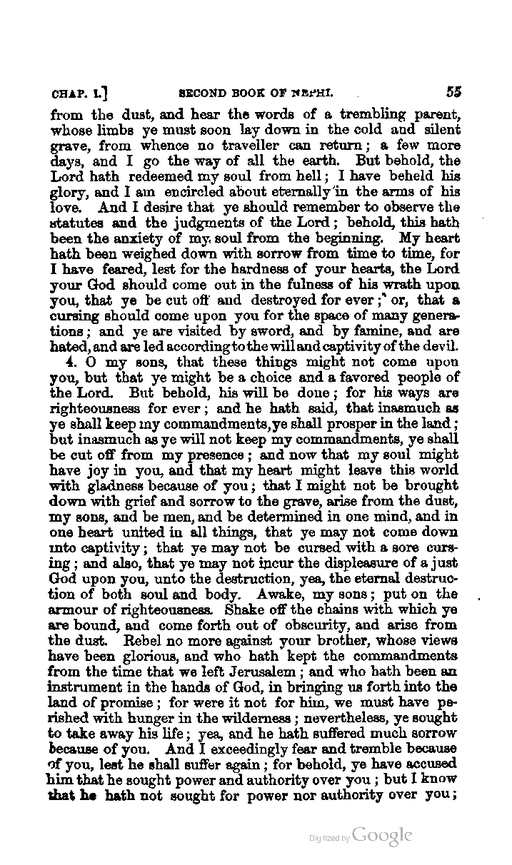 CHAP. I.] SECOND BOOK OF NEPHI. 55
from the dust, and hear the words of a trembling parent,
whose limbs ye must soon lay down in the cold and silent
grave, from whence no traveller can return; a few more
days, and I go the way of all the earth. But behold, the
Lord hath redeemed my soul from hell; I have beheld his
glory, and I am encircled about eternally in the arms of his
love. And I desire that ye should remember to observe the
statutes and the judgments of the Lord; behold, this hath
been the anxiety of my soul from the beginning. My heart
hath been weighed down with sorrow from time to time, for
I have feared, lest for the hardness of your hearts, the Lord
your God should come out in the fulness of his wrath upon
you, that ye be cut off and destroyed for ever; or, that a
cursing should come upon you for the space of many genera-
tions; and ye are visited by sword, and by famine, and are
hated, and are led according to the will and captivity of the devil.
4. O my sons, that these things might not come upon
you, but that ye might be a choice and a favored people of
the Lord. But behold, his will be done; for his ways are
righteousness for ever; and he hath said, that inasmuch as
ye shall keep my commandments, ye shall prosper in the land;
but inasmuch as ye will not keep my commandments, ye shall
be cut off from my presence; and now that my soul might
have joy in you, and that my heart might leave this world
with gladness because of you; that I might not be brought
down with grief and sorrow to the grave, arise from the dust,
my sons, and be men, and be determined in one mind, and in
one heart united in all things, that ye may not come down
into captivity; that ye may not be cursed with a sore curs-
ing; and also, that ye may not incur the displeasure of a just
God upon you, unto the destruction, yea, the eternal destruc-
tion of both soul and body. Awake, my sons; put on the
armour of righteousness. Shake off the chains with which ye
are bound, and come forth out of obscurity, and arise from
the dust. Rebel no more against your brother, whose views
have been glorious, and who hath kept the commandments
from the time that we left Jerusalem; and who hath been an
instrument in the hands of God, in bringing us forth into the
land of promise; for were it not for him, we must have pe-
rished with hunger in the wilderness; nevertheless, ye sought
to take away his life; yea, and he hath suffered much sorrow
because of you. And I exceedingly fear and tremble because
of you, lest he shall suffer again; for behold, ye have accused
him that he sought power and authority over you; but I know
that he hath not sought for power nor authority over you;
Digitized by Google